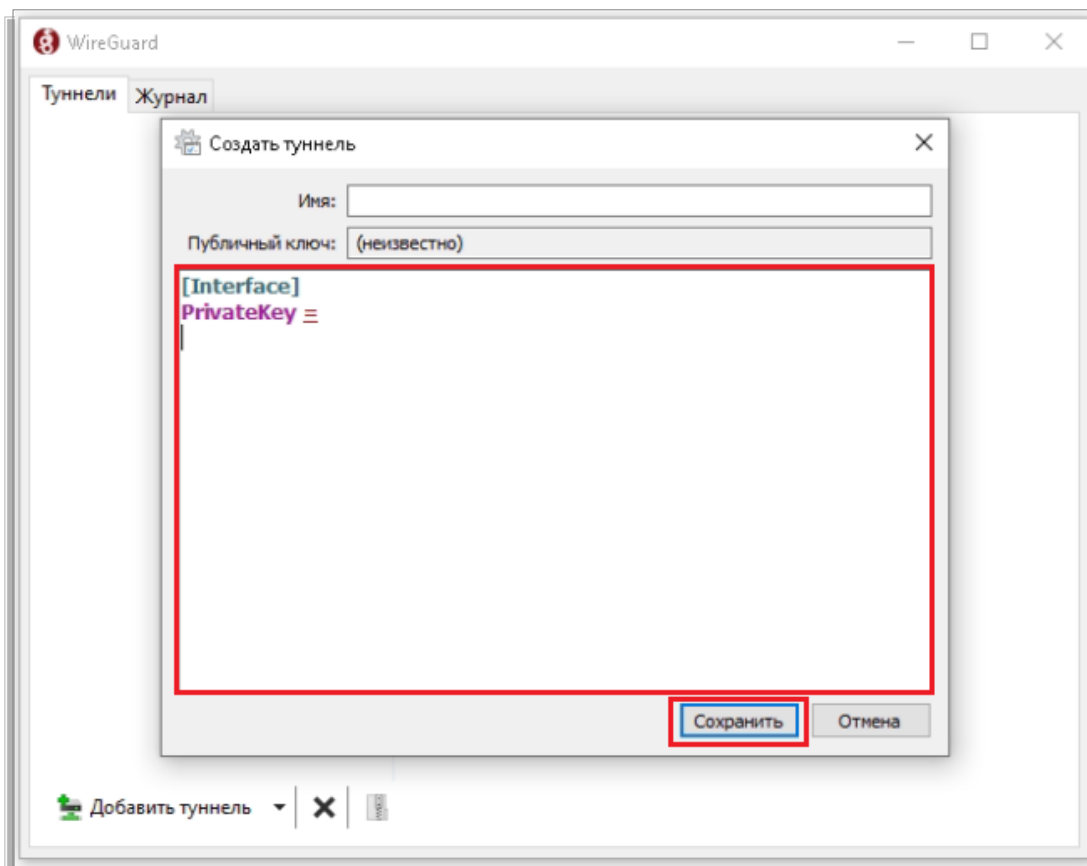 WireGuard
Туннели Журнал
Создать туннель
Имя:
Публичный ключ: (неизвестно)
[Interface]
PrivateKey =
Сохранить Отмена
Добавить туннель